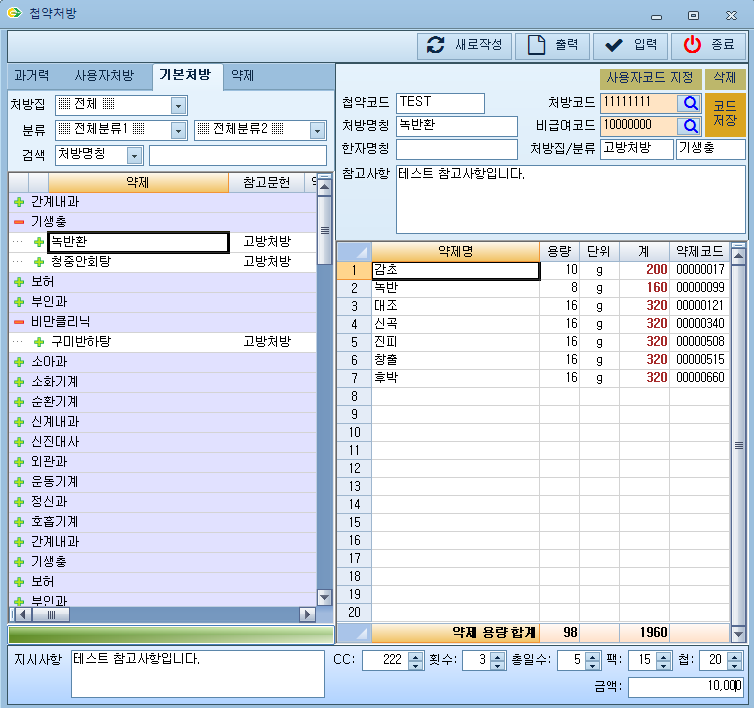 첩약처방
새로작성 출력 입력 종료
과거력 사용자처방 기본처방 약제
처방집 전체
분류 전체분류1 전체분류2
검색 처방명칭
약제 참고문헌
간계내과
기생충
녹반환 고방처방
청중안회탕
고방처방
보허
부인과
비만클리닉
구미반하탕 고방처방
소아과
소화기계
순환기계
신계내과
신진대사
외관과
운동기계
정신과
호흡기계
간계내과
기생충
보허
부인과
사용자코드 지정 삭제
첩약코드 TEST 처방코드 11111111
처방명칭 녹반환 비급여코드 10000000
코드 저장
한자명칭 처방집/분류 고방처방 기생충
참고사항 테스트 참고사항입니다.
약제명 용량 단위 계 약제코드
1 감초 10 g 200 00000017
2 녹반 8 g 160 00000099
3 대조 16 g 320 00000121
4 신곡 16 g 320 00000340
5 진피 16 g 320 00000508
6 창출 16 g 320 00000515
7 후박 16 g 320 00000660
8
9
10
11
12
13
14
15
16
17
18
19
20
약제 용량 합계 98 1960
지시사항 테스트 참고사항입니다.
CC: 222 횟수: 3 총일수: 5 팩: 15 첩: 20
금액: 10,000